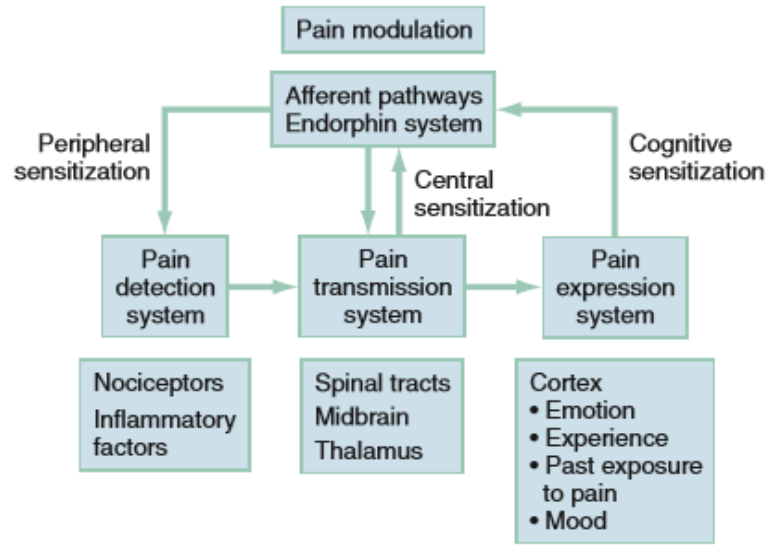 Pain modulation
Afferent pathways
Endorphin system
Peripheral
sensitization
Central
sensitization
Cognitive
sensitization
Pain
detection
system
Pain
transmission
system
Pain
expression
system
Nociceptors
Inflammatory
factors
Spinal tracts
Midbrain
Thalamus
Cortex
• Emotion
• Experience
• Past exposure
to pain
• Mood